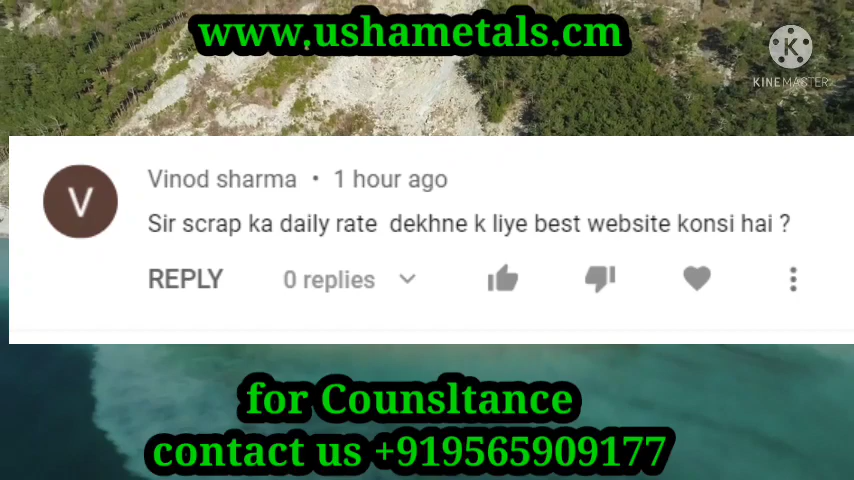 www.ushametals.cm
K
KINEMASTER
V
Vinod sharma • 1 hour ago
Sir scrap ka daily rate dekhne k liye best website konsi hai ?
REPLY 0 replies
for Counsltance
contact us +919565909177